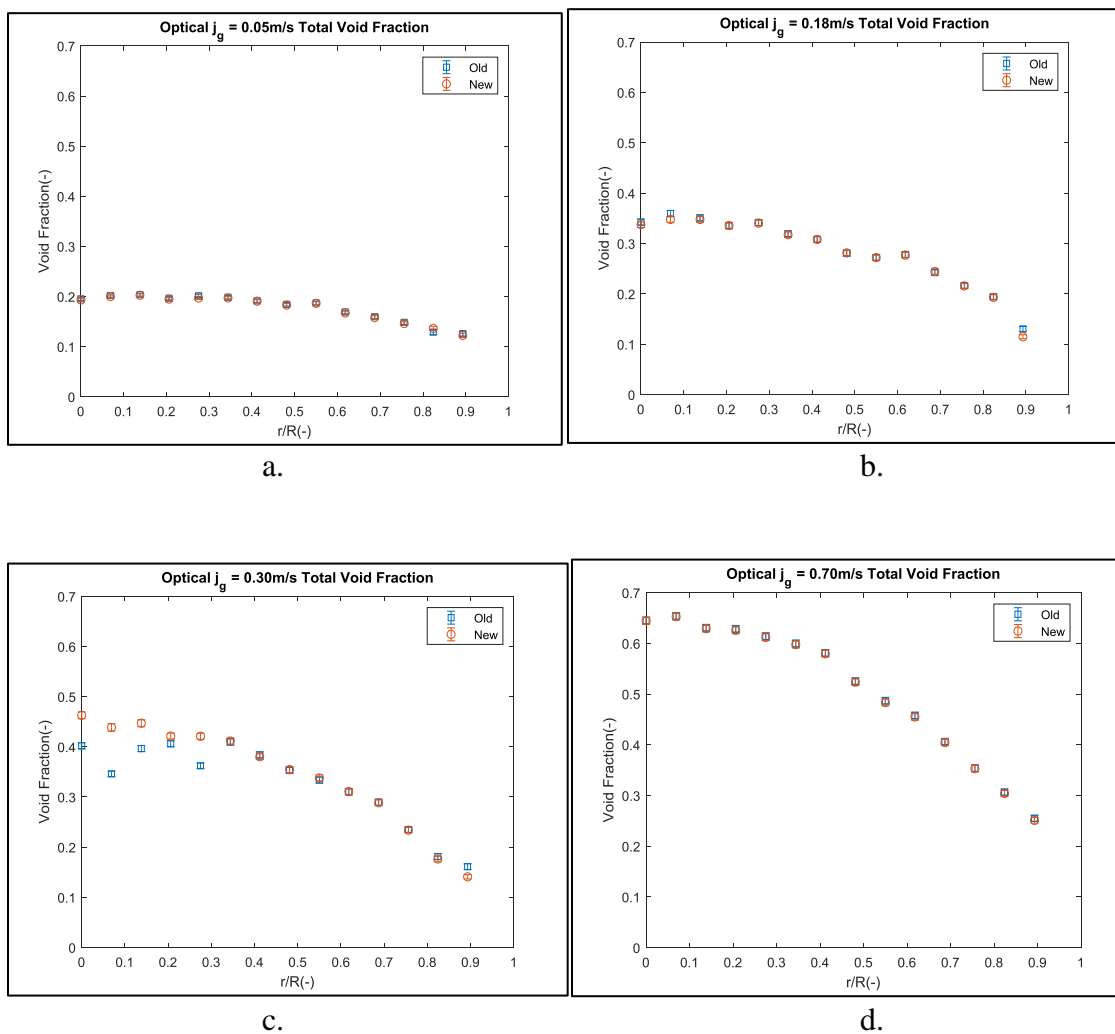 Optical j_g = 0.05m/s Total Void Fraction
0.7
0.6
0.5
0.4
0.3
0.2
0.1
0
Void Fraction(-)
Old
New
0 0.1 0.2 0.3 0.4 0.5 0.6 0.7 0.8 0.9 1
r/R(-)
a.
Optical j_g = 0.18m/s Total Void Fraction
0.7
0.6
0.5
0.4
0.3
0.2
0.1
0
Void Fraction(-)
Old
New
0 0.1 0.2 0.3 0.4 0.5 0.6 0.7 0.8 0.9 1
r/R(-)
b.
Optical j_g = 0.30m/s Total Void Fraction
0.7
0.6
0.5
0.4
0.3
0.2
0.1
0
Void Fraction(-)
Old
New
0 0.1 0.2 0.3 0.4 0.5 0.6 0.7 0.8 0.9 1
r/R(-)
c.
Optical j_g = 0.70m/s Total Void Fraction
0.7
0.6
0.5
0.4
0.3
0.2
0.1
0
Void Fraction(-)
Old
New
0 0.1 0.2 0.3 0.4 0.5 0.6 0.7 0.8 0.9 1
r/R(-)
d.